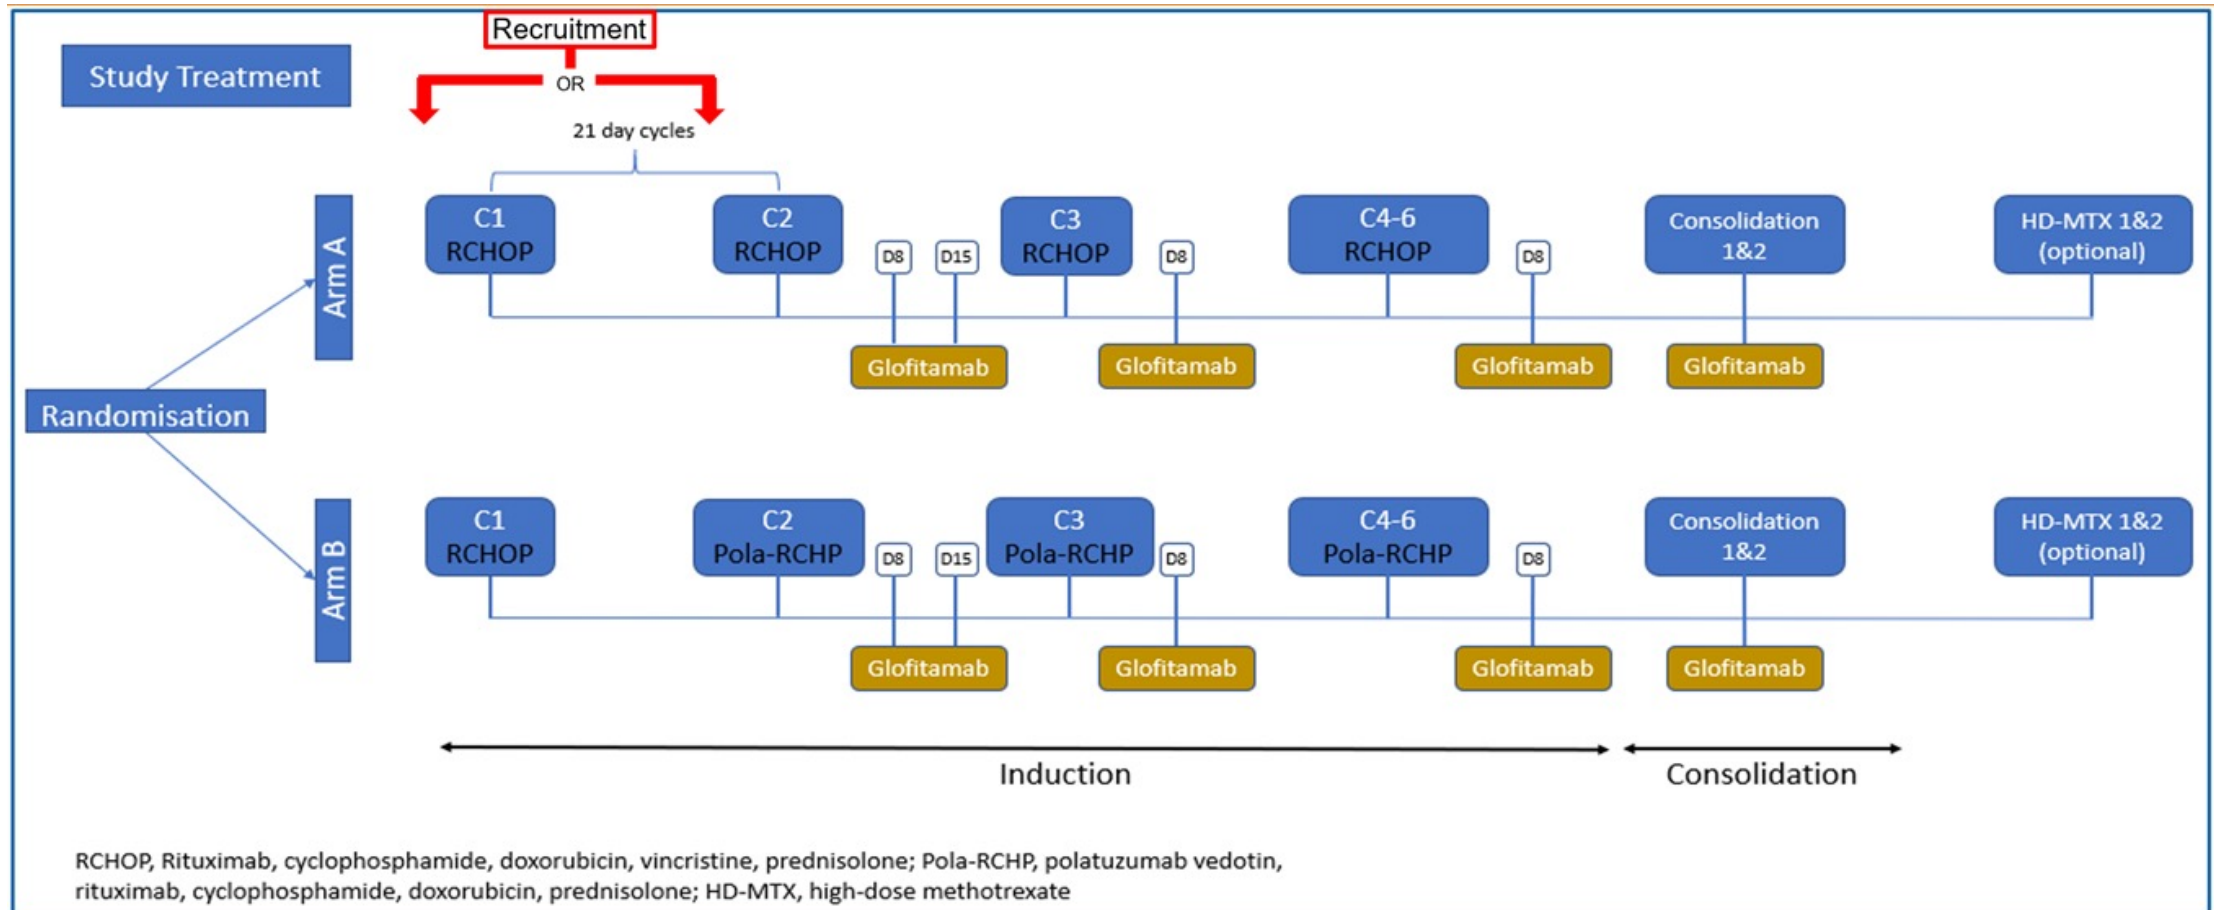 Recruitment
Study Treatment
OR
21 day cycles
Arm A
C1
RCHOP
C2
RCHOP
D8
D15
C3
RCHOP
D8
C4-6
RCHOP
D8
Consolidation
1&2
HD-MTX 1&2
(optional)
Glofitamab
Glofitamab
Glofitamab
Glofitamab
Randomisation
Arm B
C1
RCHOP
C2
Pola-RCHP
D8
D15
C3
Pola-RCHP
D8
C4-6
Pola-RCHP
D8
Consolidation
1&2
HD-MTX 1&2
(optional)
Glofitamab
Glofitamab
Glofitamab
Glofitamab
Induction
Consolidation
RCHOP, Rituximab, cyclophosphamide, doxorubicin, vincristine, prednisolone; Pola-RCHP, polatuzumab vedotin,
rituximab, cyclophosphamide, doxorubicin, prednisolone; HD-MTX, high-dose methotrexate